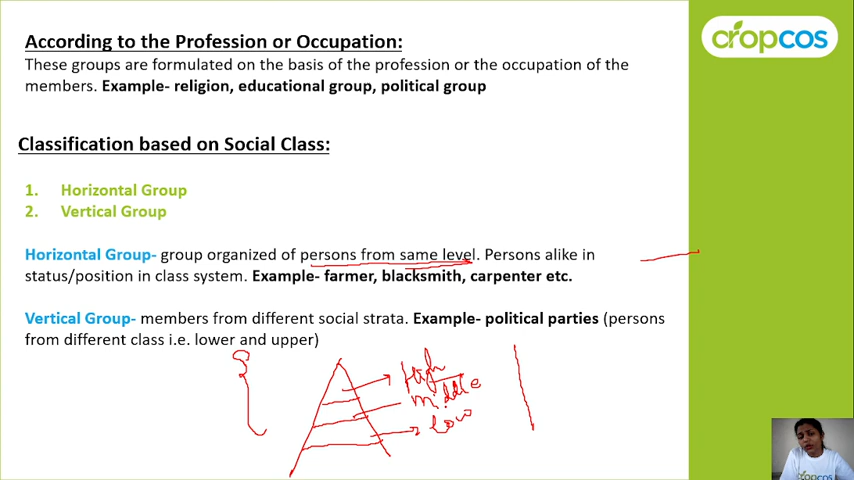 cropcos
According to the Profession or Occupation:
These groups are formulated on the basis of the profession or the occupation of the
members. Example- religion, educational group, political group
Classification based on Social Class:
1. Horizontal Group
2. Vertical Group
Horizontal Group- group organized of persons from same level. Persons alike in
status/position in class system. Example- farmer, blacksmith, carpenter etc.
Vertical Group- members from different social strata. Example- political parties (persons
from different class i.e. lower and upper)
High
middle
Low
cropcos